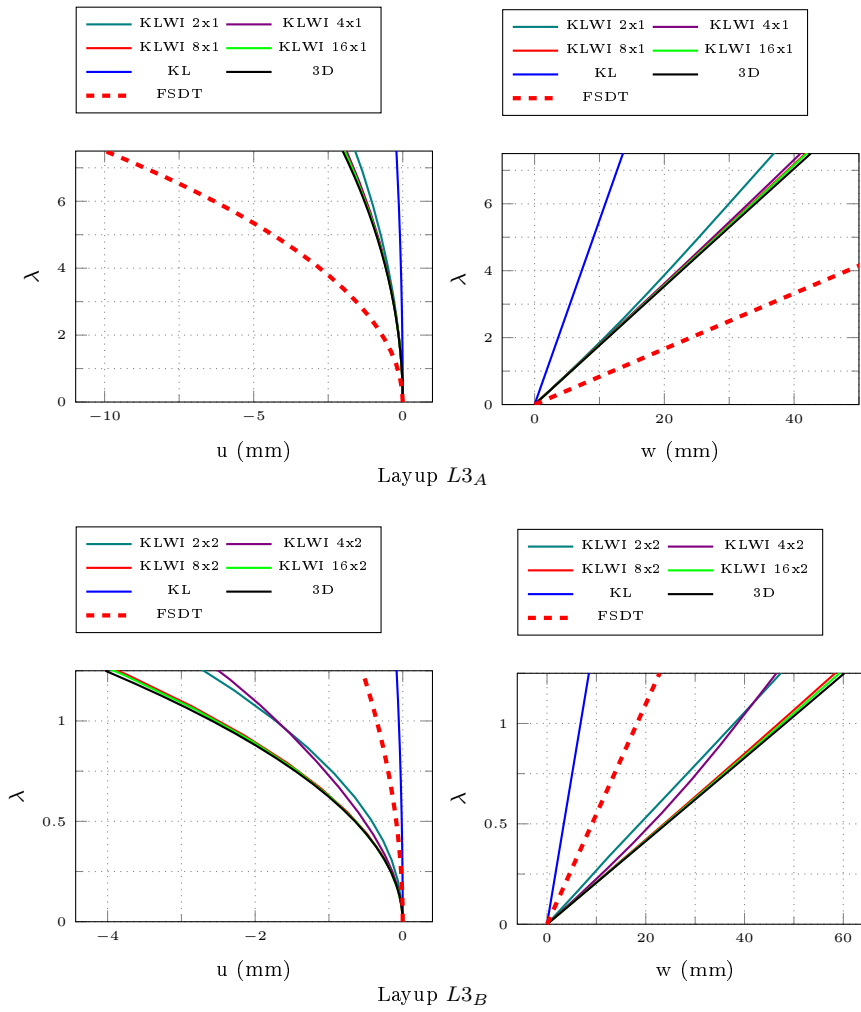 KLWI 2x1 KLWI 4x1
KLWI 8x1 KLWI 16x1
KL 3D
FSDT
6
4
2
0
λ
−10 −5 0
u (mm)
KLWI 2x1 KLWI 4x1
KLWI 8x1 KLWI 16x1
KL 3D
FSDT
6
4
2
0
λ
0 20 40
w (mm)
Layup L3A
KLWI 2x2 KLWI 4x2
KLWI 8x2 KLWI 16x2
KL 3D
FSDT
1
0.5
0
λ
−4 −2 0
u (mm)
KLWI 2x2 KLWI 4x2
KLWI 8x2 KLWI 16x2
KL 3D
FSDT
1
0.5
0
λ
0 20 40 60
w (mm)
Layup L3B